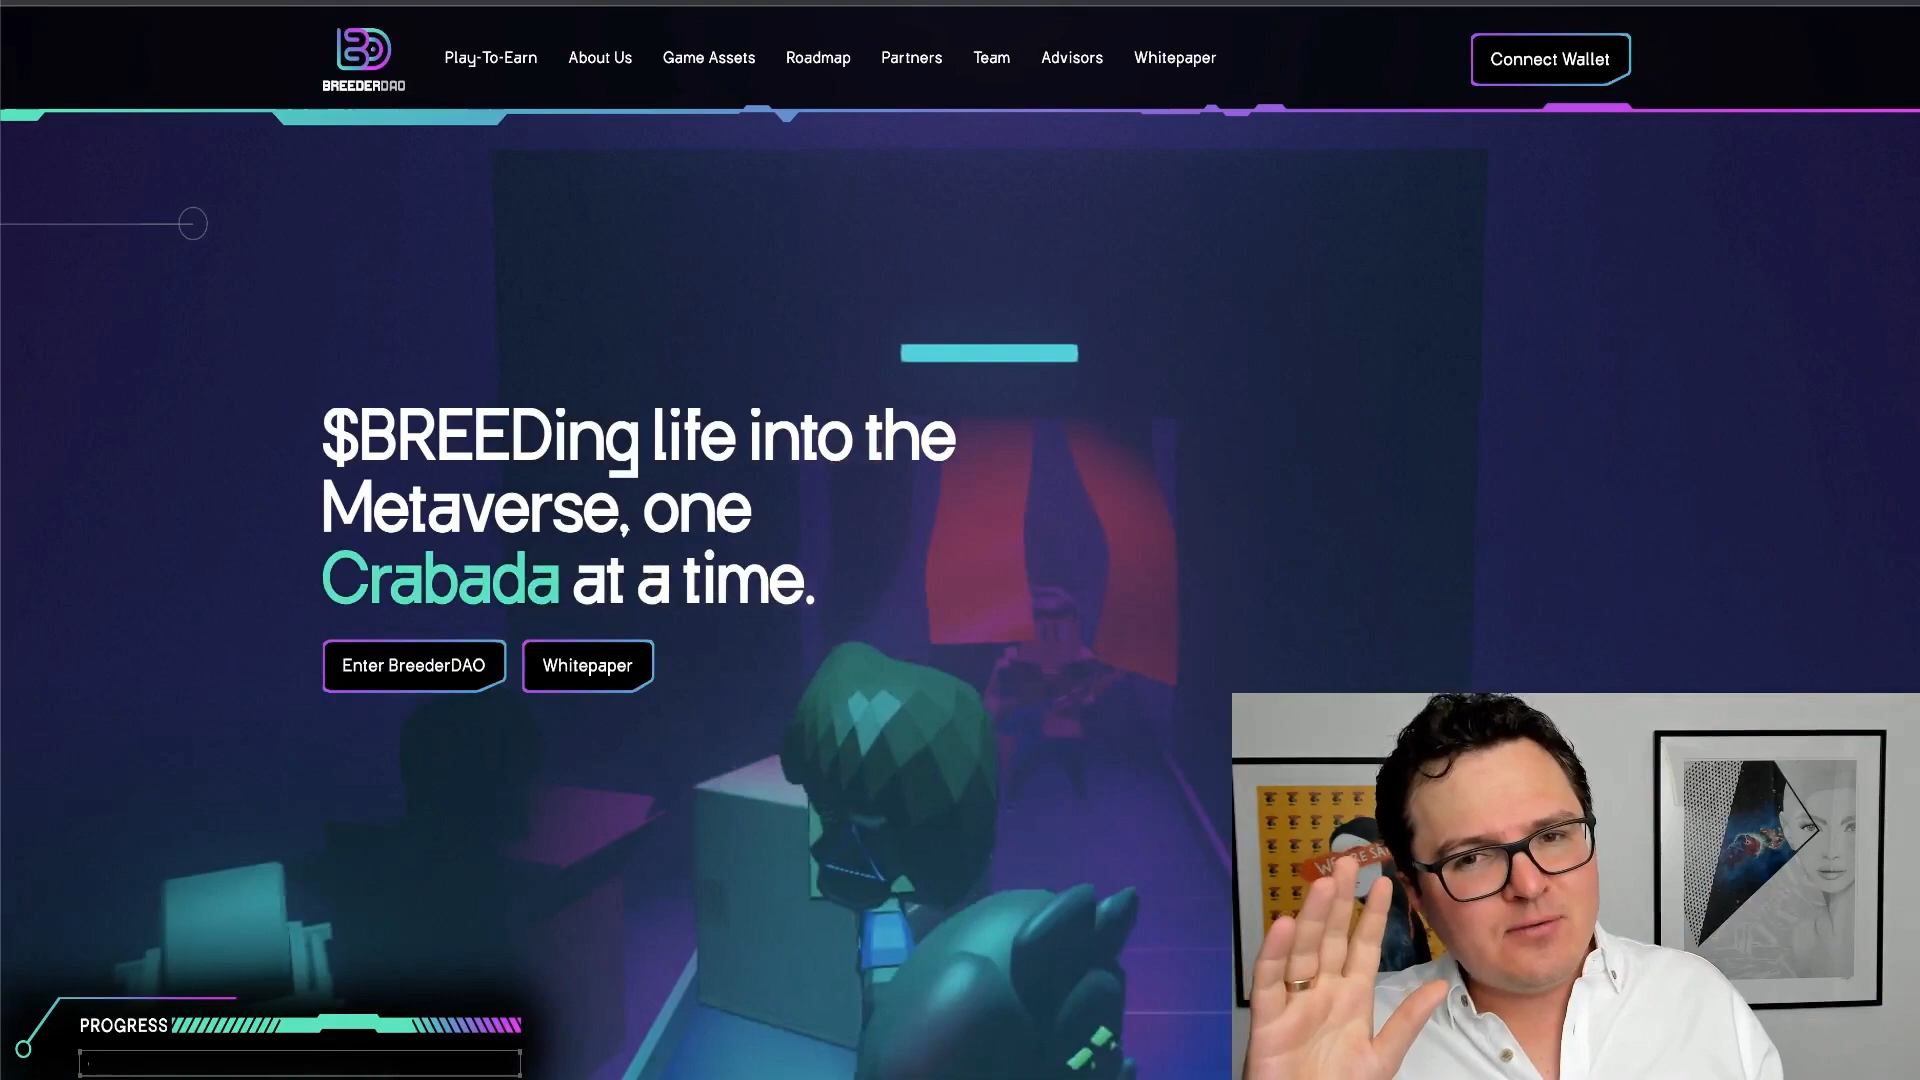 BREEDERDAO
Play-To-Earn
About Us
Game Assets
Roadmap
Partners
Team
Advisors
Whitepaper
Connect Wallet
$BREEDing life into the
Metaverse, one
Crabada at a time.
Enter BreederDAO
Whitepaper
PROGRESS